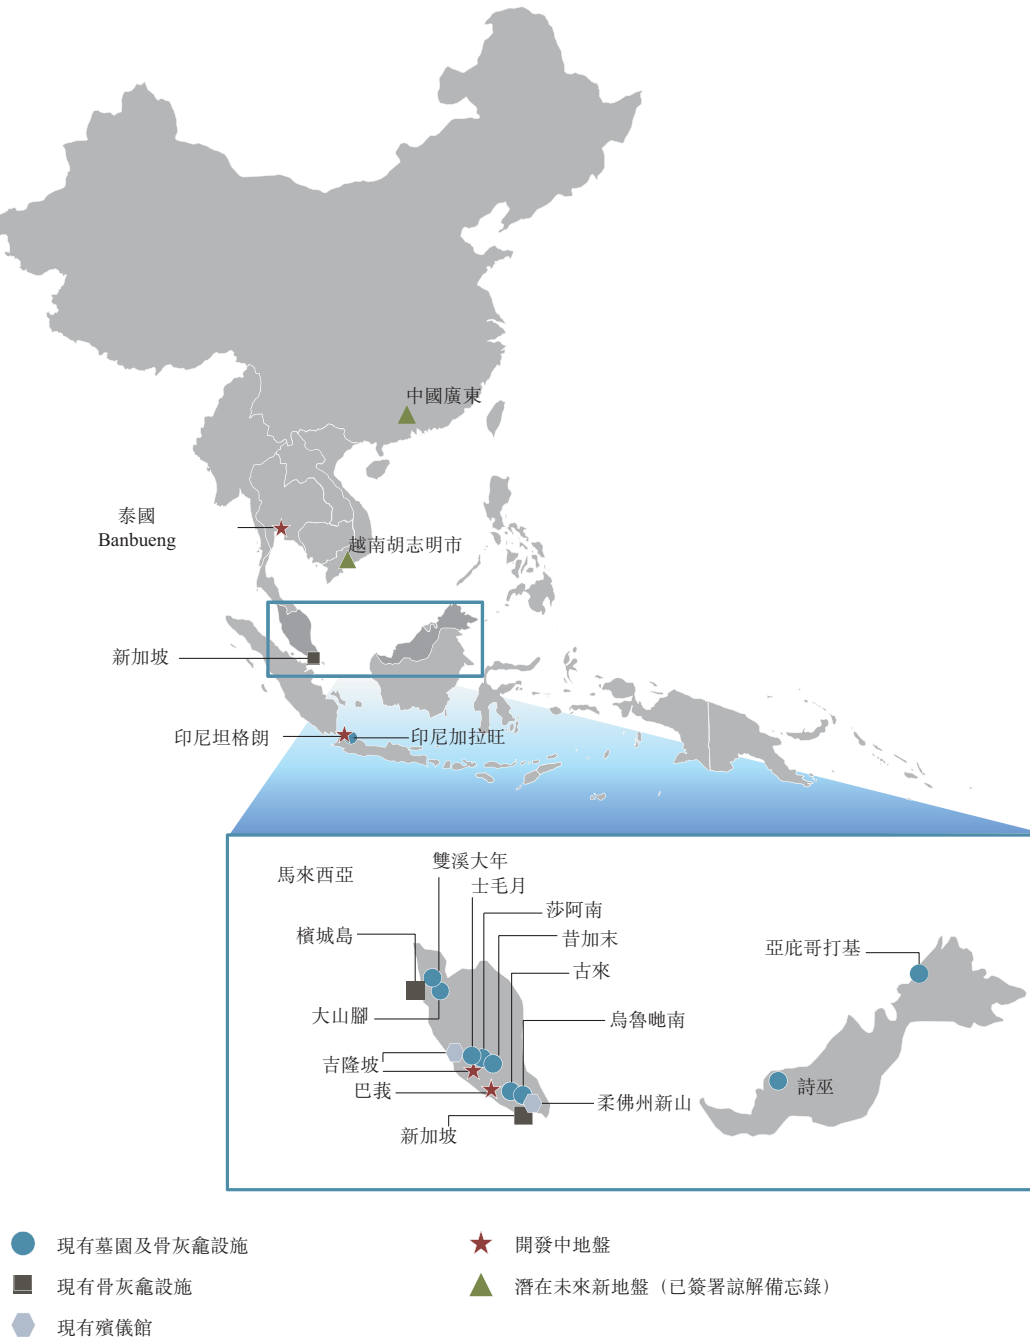 中國廣東
泰國
Banbueng
越南胡志明市
新加坡
印尼坦格朗
印尼加拉旺
馬來西亞
雙溪大年
士毛月
莎阿南
檳城島
昔加末
亞庇哥打基
古來
大山腳
烏魯吔南
吉隆坡
巴莪
詩巫
柔佛州新山
新加坡
現有墓園及骨灰龕設施
開發中地盤
現有骨灰龕設施
潛在未來新地盤（已簽署諒解備忘錄）
現有殯儀館